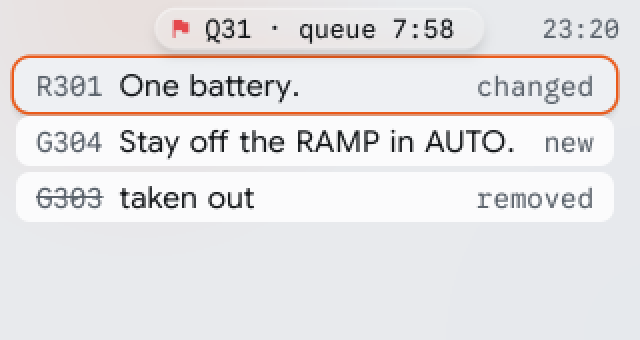 Q31 · queue 7:58 23:20
R301 One battery. changed
G304 Stay off the RAMP in AUTO. new
G303 taken out removed